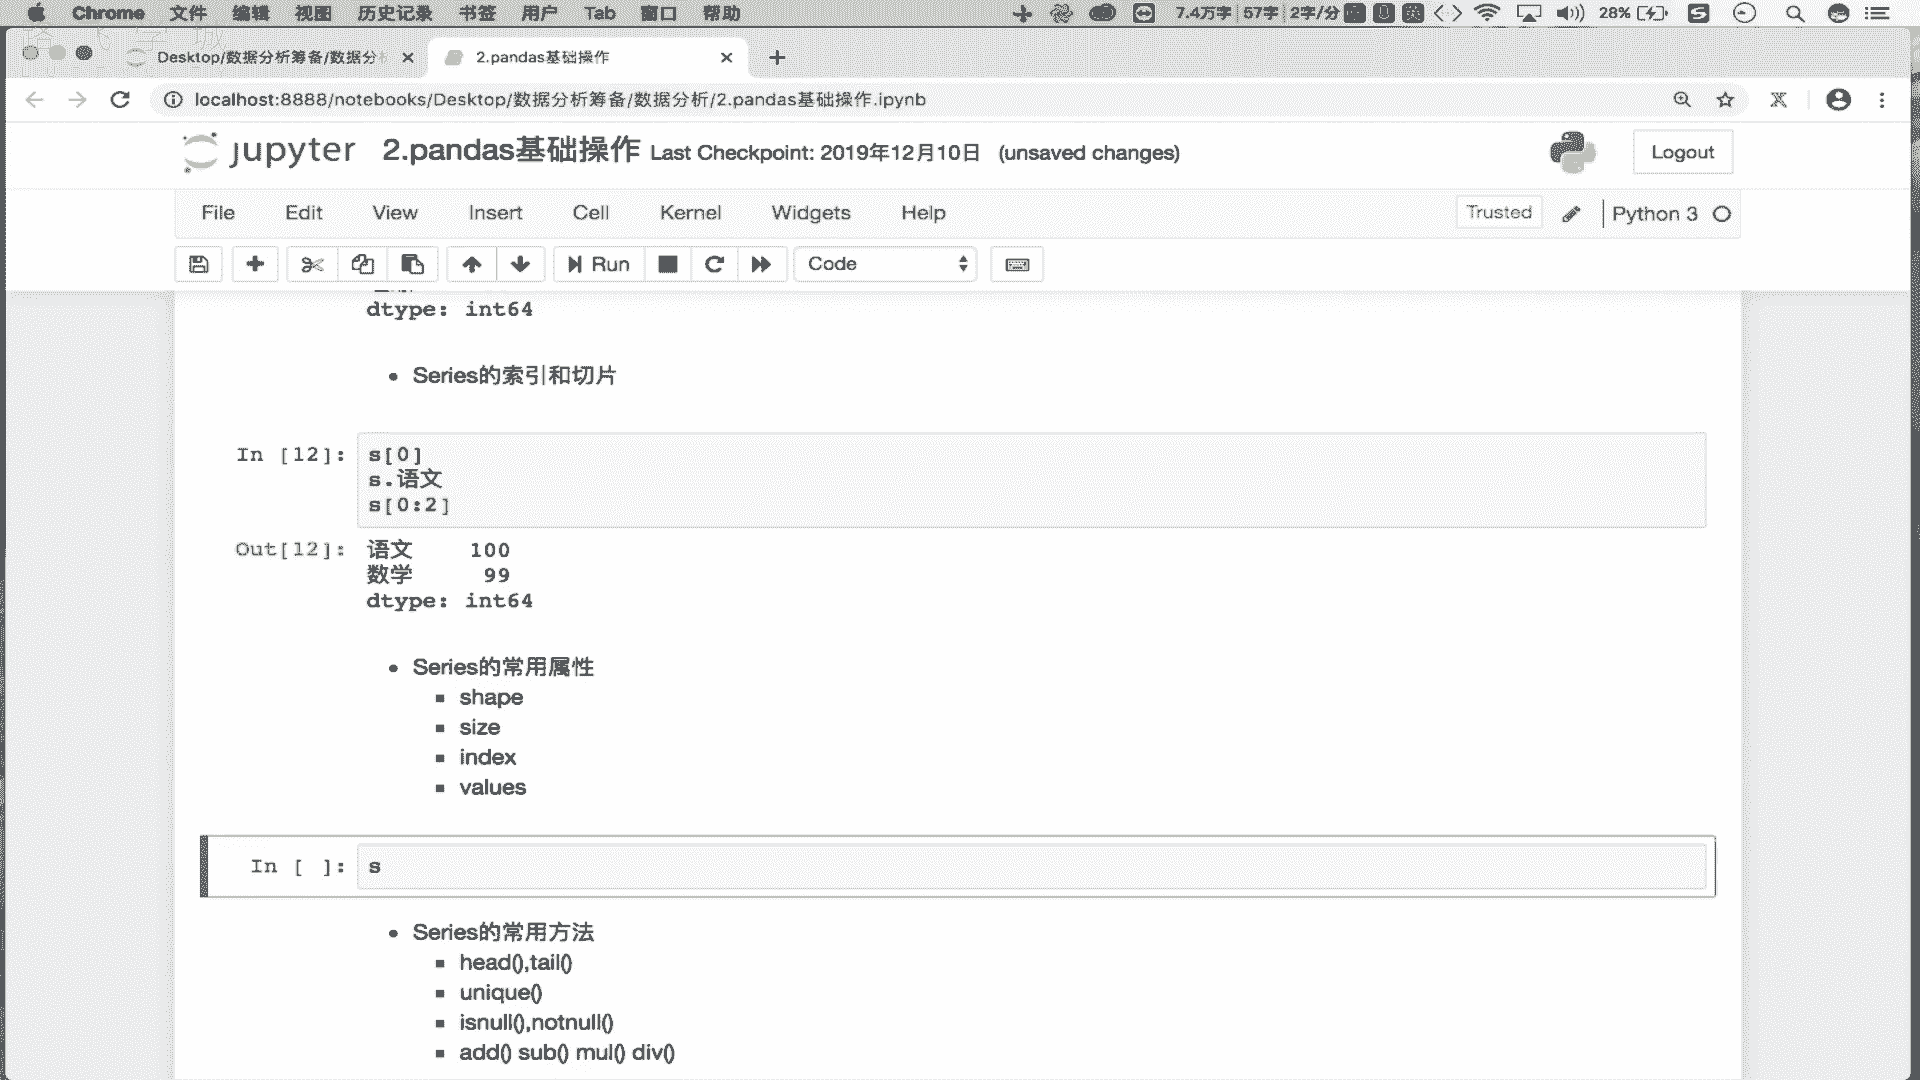 Chrome 文件 编辑 视图 历史记录 书签 用户 Tab 窗口 帮助 7.4万字 57字 2字/分 英 28%
Desktop/数据分析筹备/数据分析
2.pandas基础操作
localhost:8888/notebooks/Desktop/数据分析筹备/数据分析/2.pandas基础操作.ipynb
jupyter 2.pandas基础操作 Last Checkpoint: 2019年12月10日 (unsaved changes) Logout
File Edit View Insert Cell Kernel Widgets Help Trusted Python 3
Run Code
dtype: int64
Series的索引和切片
In [12]: s[0]
s.语文
s[0:2]
Out[12]: 语文 100
数学 99
dtype: int64
Series的常用属性
shape
size
index
values
In [ ]: s
Series的常用方法
head(),tail()
unique()
isnull(),notnull()
add() sub() mul() div()